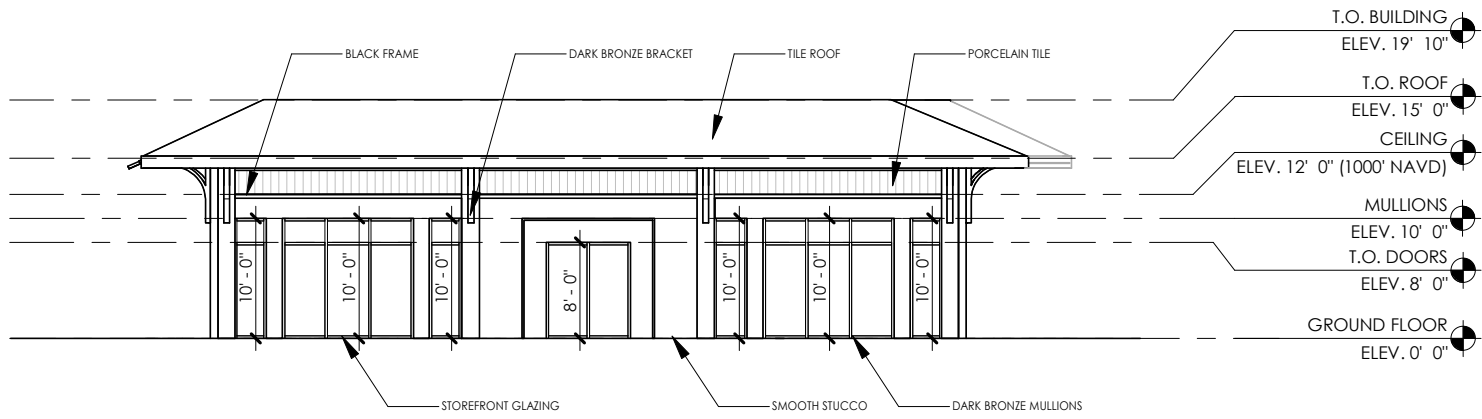 T.O. BUILDING
ELEV. 19' 10"
BLACK FRAME
DARK BRONZE BRACKET
TILE ROOF
PORCELAIN TILE
T.O. ROOF
ELEV. 15' 0"
CEILING
ELEV. 12' 0" (1000' NAVD)
MULLIONS
ELEV. 10' 0"
T.O. DOORS
ELEV. 8' 0"
10' - 0"
10' - 0"
10' - 0"
8' - 0"
10' - 0"
10' - 0"
10' - 0"
GROUND FLOOR
ELEV. 0' 0"
STOREFRONT GLAZING
SMOOTH STUCCO
DARK BRONZE MULLIONS